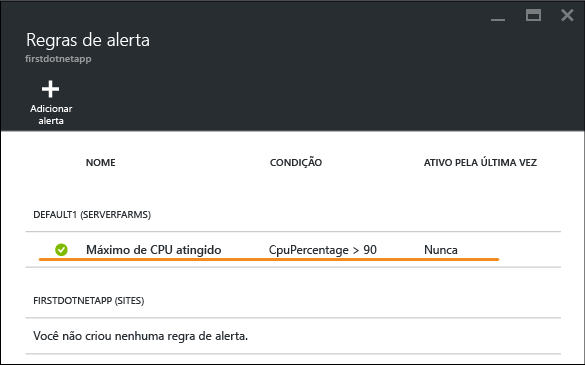 Regras de alerta
firstdotnetapp
Adicionar
alerta
NOME CONDIÇÃO ATIVO PELA ÚLTIMA VEZ
DEFAULT1 (SERVERFARMS)
Máximo de CPU atingido CpuPercentage > 90 Nunca
FIRSTDOTNETAPP (SITES)
Você não criou nenhuma regra de alerta.